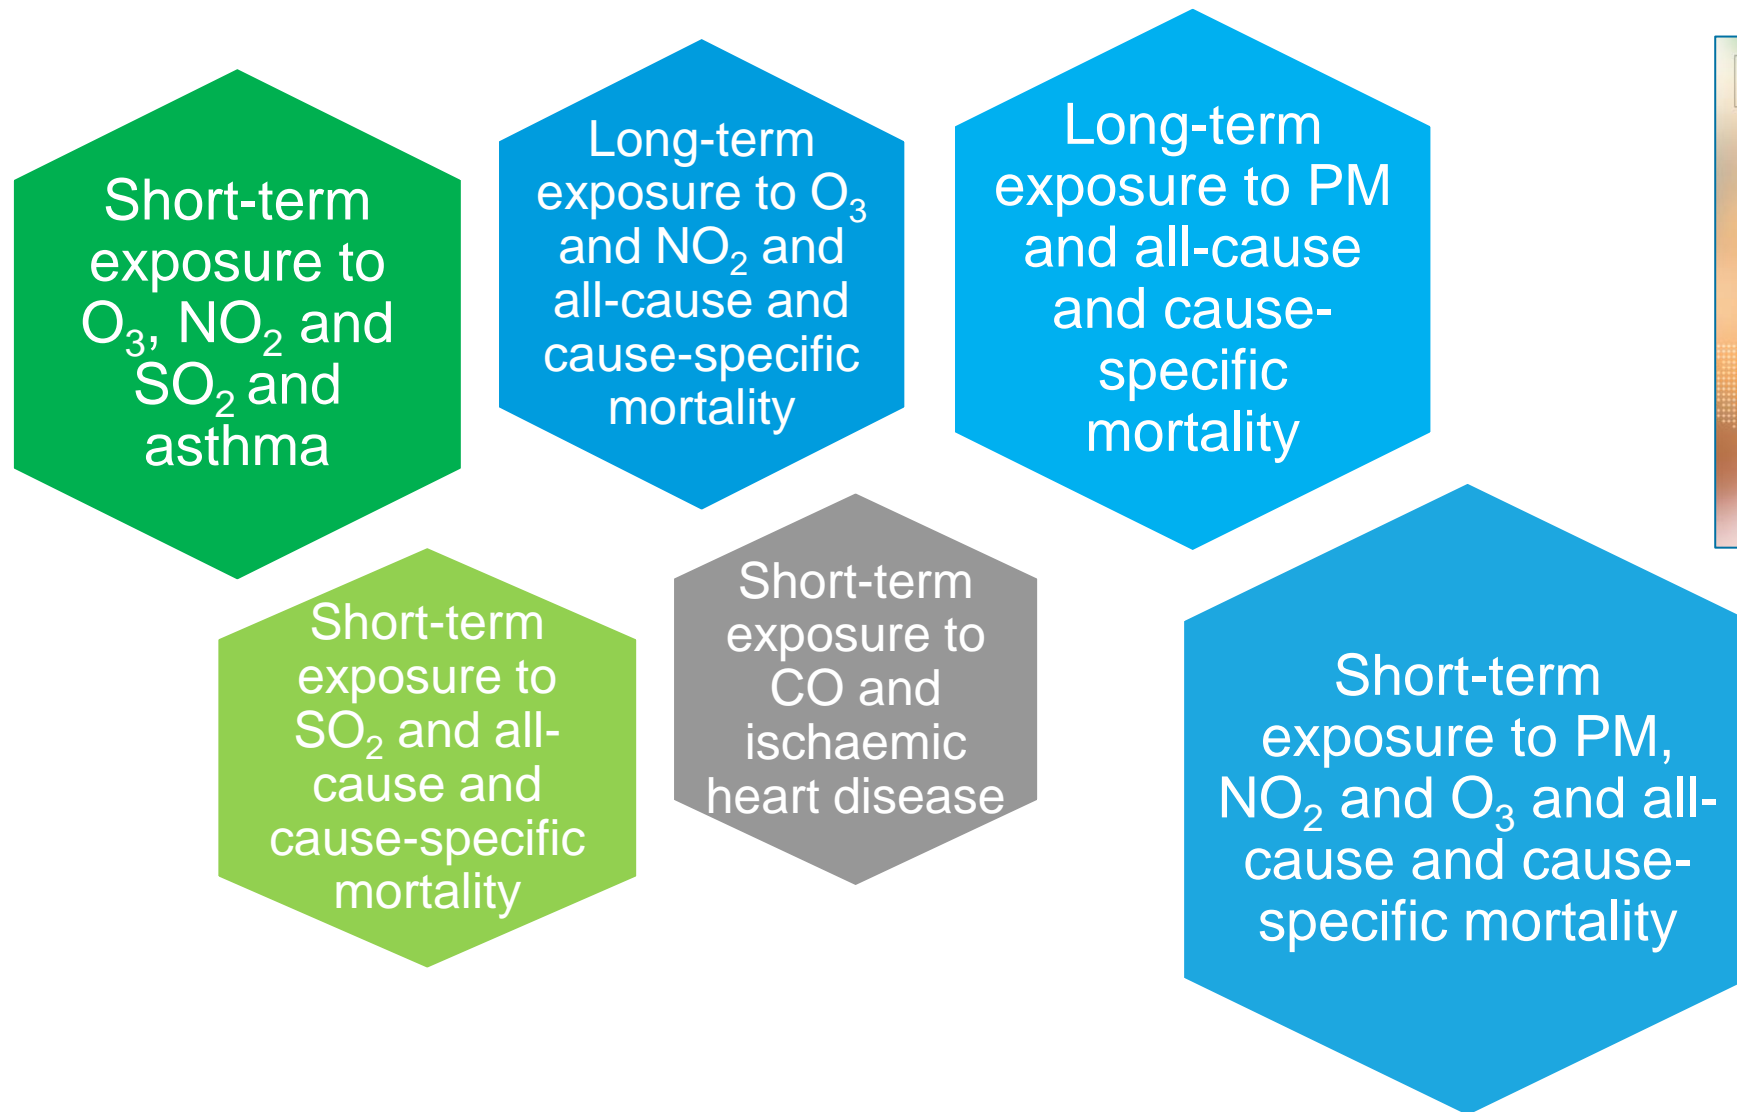 Short-term
exposure to
O₃, NO₂ and
SO₂ and
asthma
Long-term
exposure to O₃
and NO₂ and
all-cause and
cause-specific
mortality
Long-term
exposure to PM
and all-cause
and cause-
specific
mortality
Short-term
exposure to
SO₂ and all-
cause and
cause-specific
mortality
Short-term
exposure to
CO and
ischaemic
heart disease
Short-term
exposure to PM,
NO₂ and O₃ and all-
cause and cause-
specific mortality